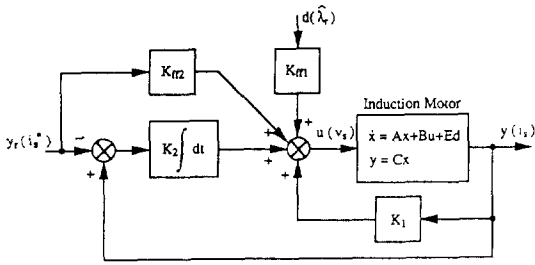 d(λ̂r)
Kff2
Kff1
Induction Motor
yr(is*)
−
+
K2∫ dt
+
+
+
+
u(vs)
ẋ = Ax+Bu+Ed
y = Cx
y(is)
K1